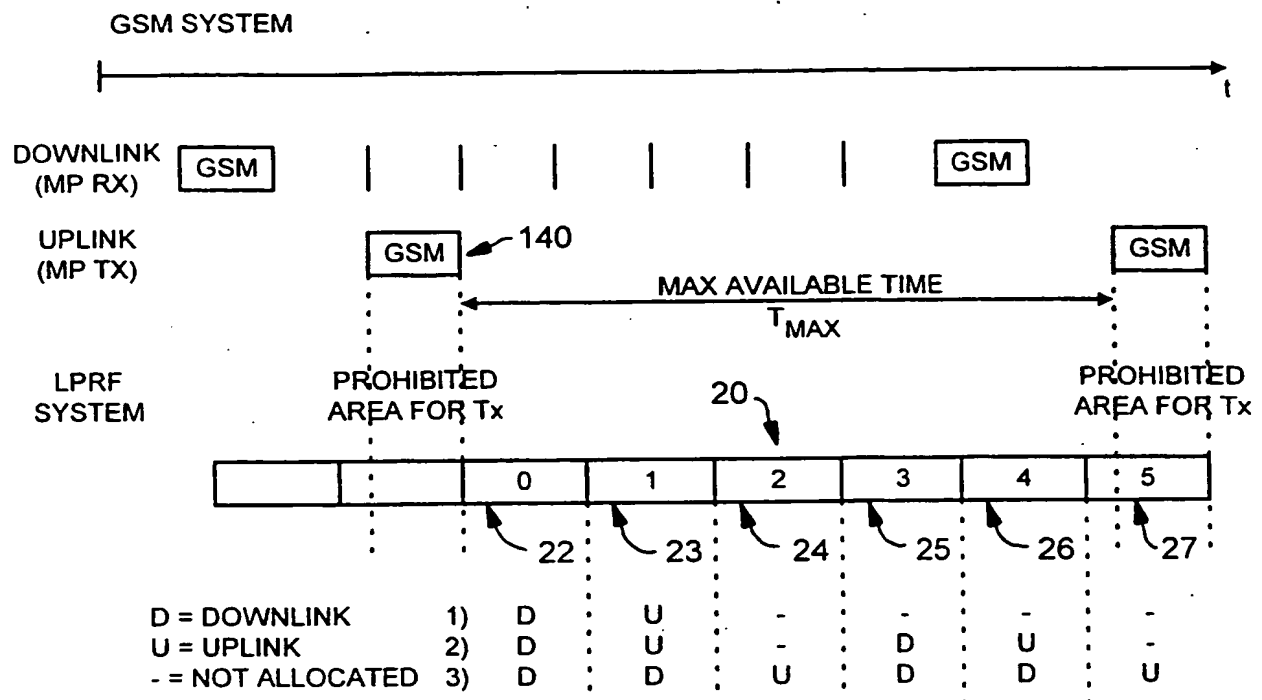 GSM SYSTEM
t
DOWNLINK
(MP RX)
GSM
GSM
UPLINK
(MP TX)
GSM
140
GSM
MAX AVAILABLE TIME
TMAX
LPRF
SYSTEM
PROHIBITED
AREA FOR Tx
20
PROHIBITED
AREA FOR Tx
0 1 2 3 4 5
22 23 24 25 26 27
D = DOWNLINK 1) D U - - - -
U = UPLINK 2) D U - D U -
- = NOT ALLOCATED 3) D D U D D U